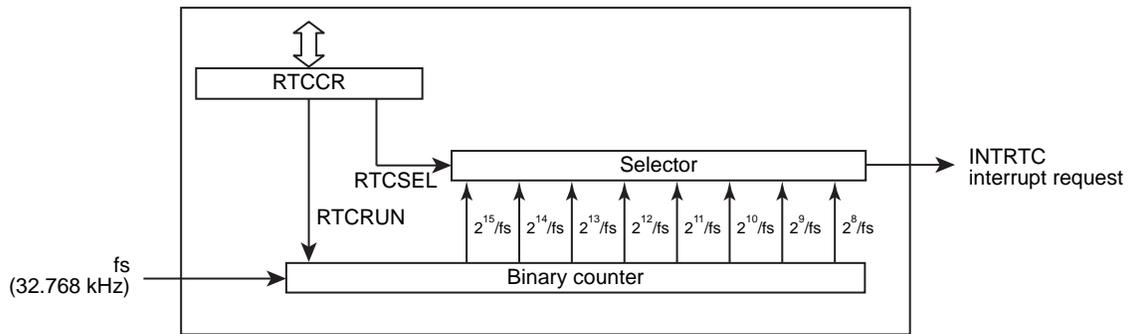 RTCCR
Selector
INTRTC
interrupt request
RTCSEL
RTCRUN
2^15/fs 2^14/fs 2^13/fs 2^12/fs 2^11/fs 2^10/fs 2^9/fs 2^8/fs
fs
(32.768 kHz)
Binary counter